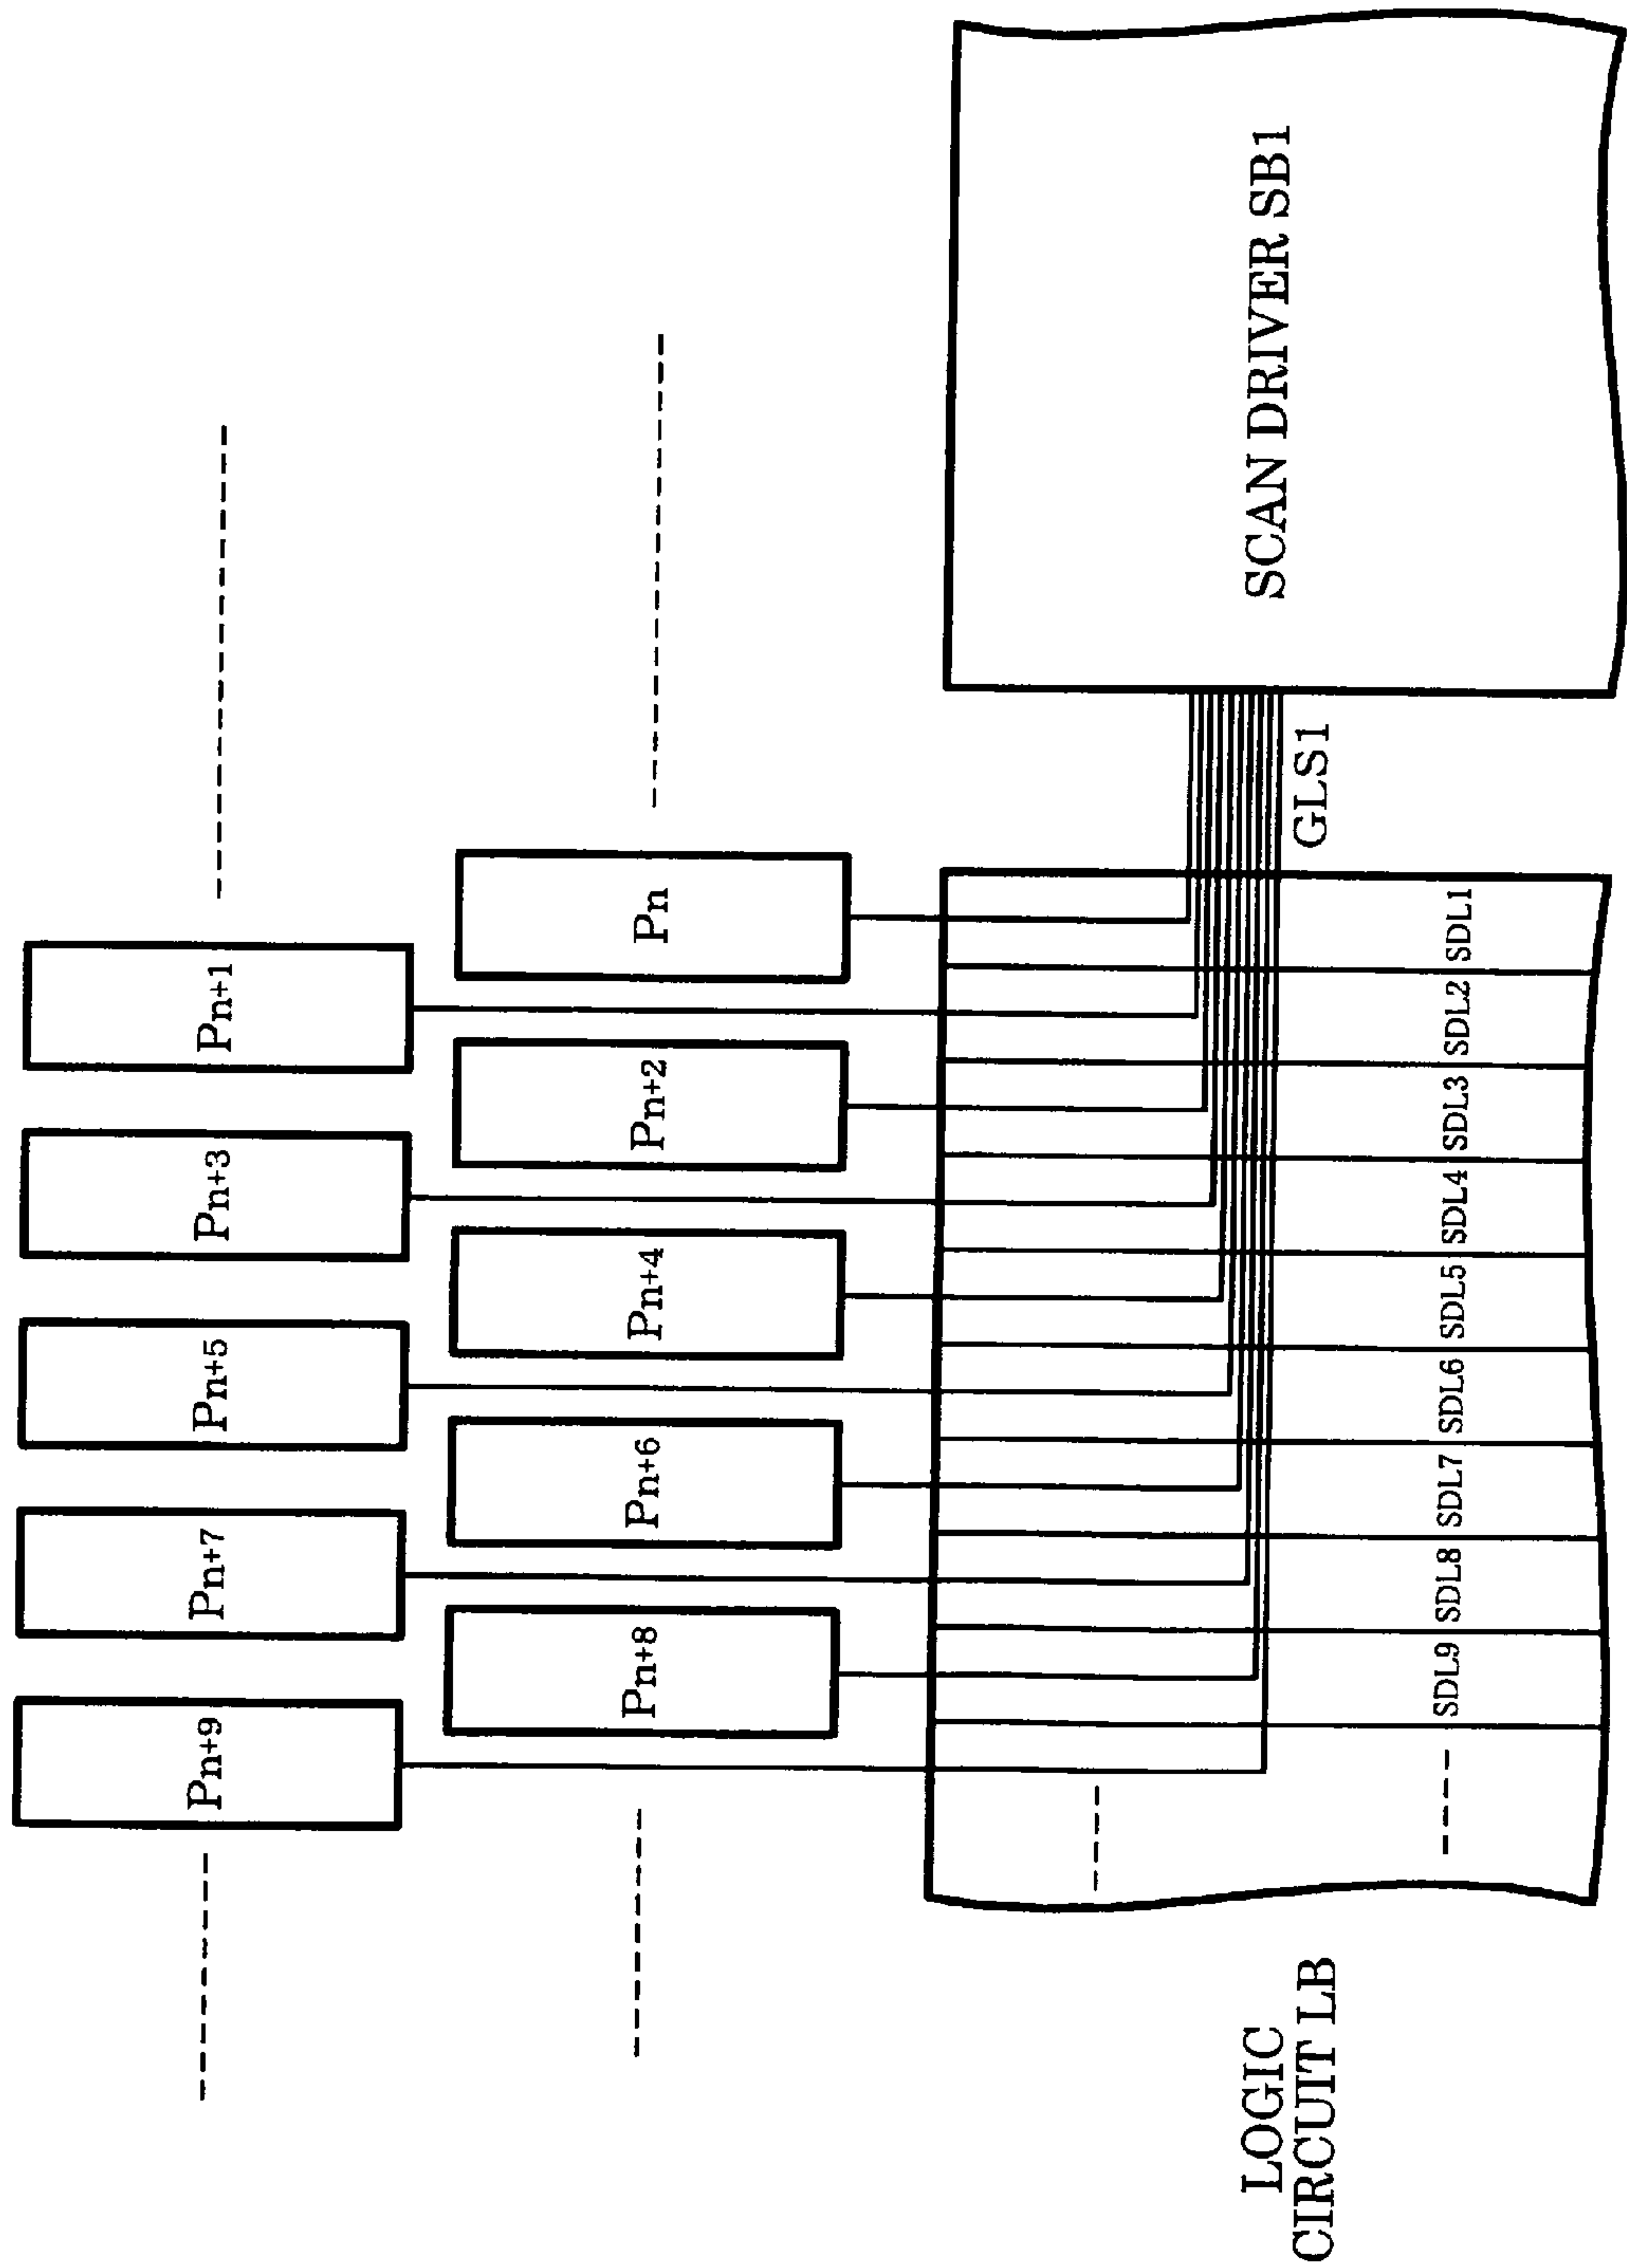 Pn+1
Pn+3
Pn+5
Pn+7
Pn+9
Pn
Pn+2
Pn+4
Pn+6
Pn+8
SCAN DRIVER SB1
GLS1
SDL1
SDL2
SDL3
SDL4
SDL5
SDL6
SDL7
SDL8
SDL9
LOGIC
CIRCUIT LB